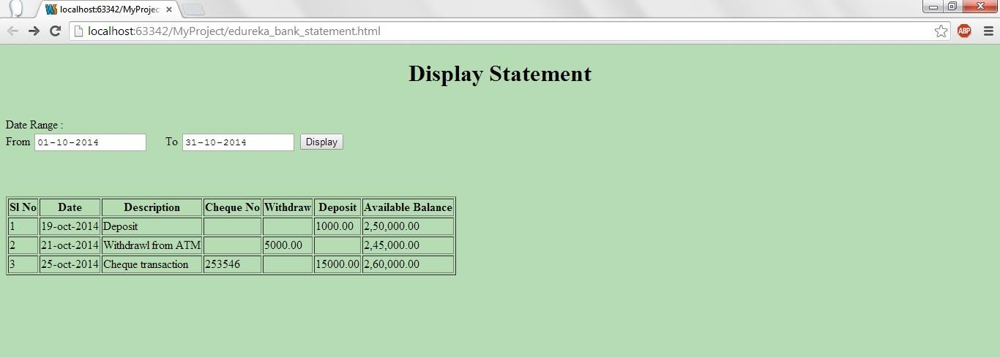 localhost:63342/MyProjec
localhost:63342/MyProject/edureka_bank_statement.html
ABP
Display Statement
Date Range :
From 01-10-2014 To 31-10-2014 Display
Sl No Date Description Cheque No Withdraw Deposit Available Balance
1 19-oct-2014 Deposit 1000.00 2,50,000.00
2 21-oct-2014 Withdrawl from ATM 5000.00 2,45,000.00
3 25-oct-2014 Cheque transaction 253546 15000.00 2,60,000.00